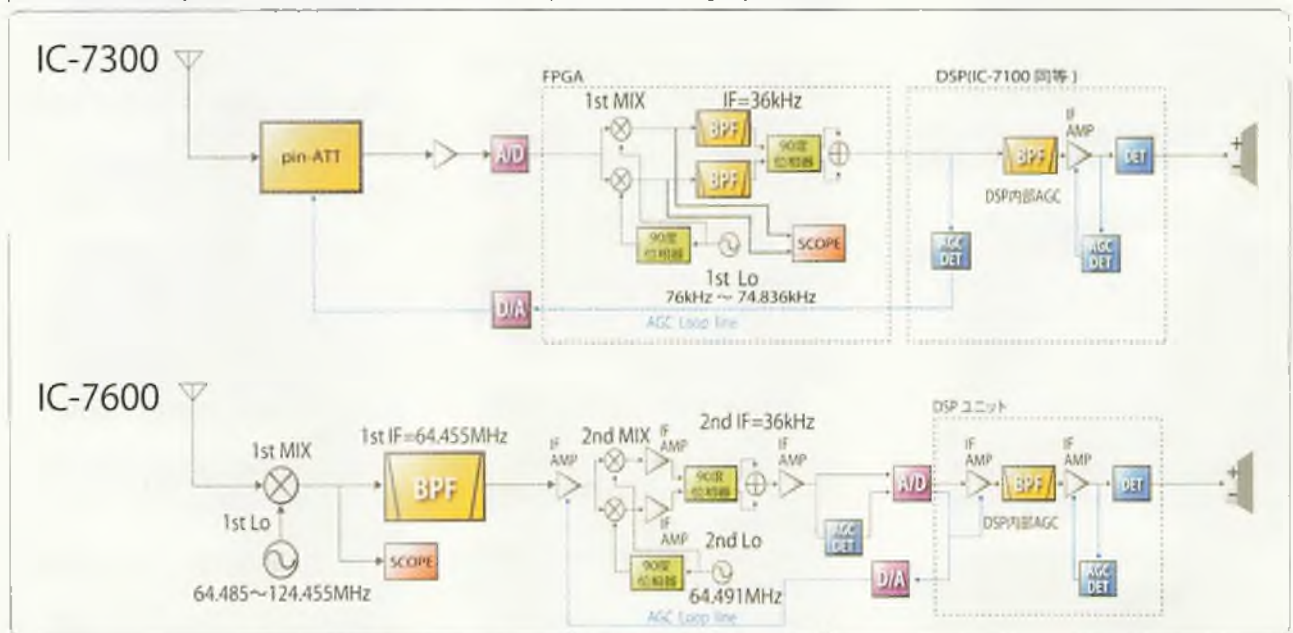 IC-7300
pin-ATT
A/D
FPGA
1st MIX
IF=36kHz
BPF
BPF
90度
位相器
90度
位相器
SCOPE
1st Lo
76kHz ～ 74.836kHz
D/A
AGC Loop line
DSP(IC-7100 同等)
BPF
IF
AMP
DET
DSP内部AGC
AGC
DET
AGC
DET
IC-7600
1st MIX
1st Lo
64.485～124.455MHz
SCOPE
1st IF=64.455MHz
BPF
IF
AMP
2nd MIX
IF
AMP
IF
AMP
90度
位相器
2nd IF=36kHz
90度
位相器
2nd Lo
64.491MHz
IF
AMP
AGC
DET
A/D
D/A
AGC Loop line
DSP ユニット
IF
AMP
BPF
IF
AMP
DET
DSP内部AGC
AGC
DET